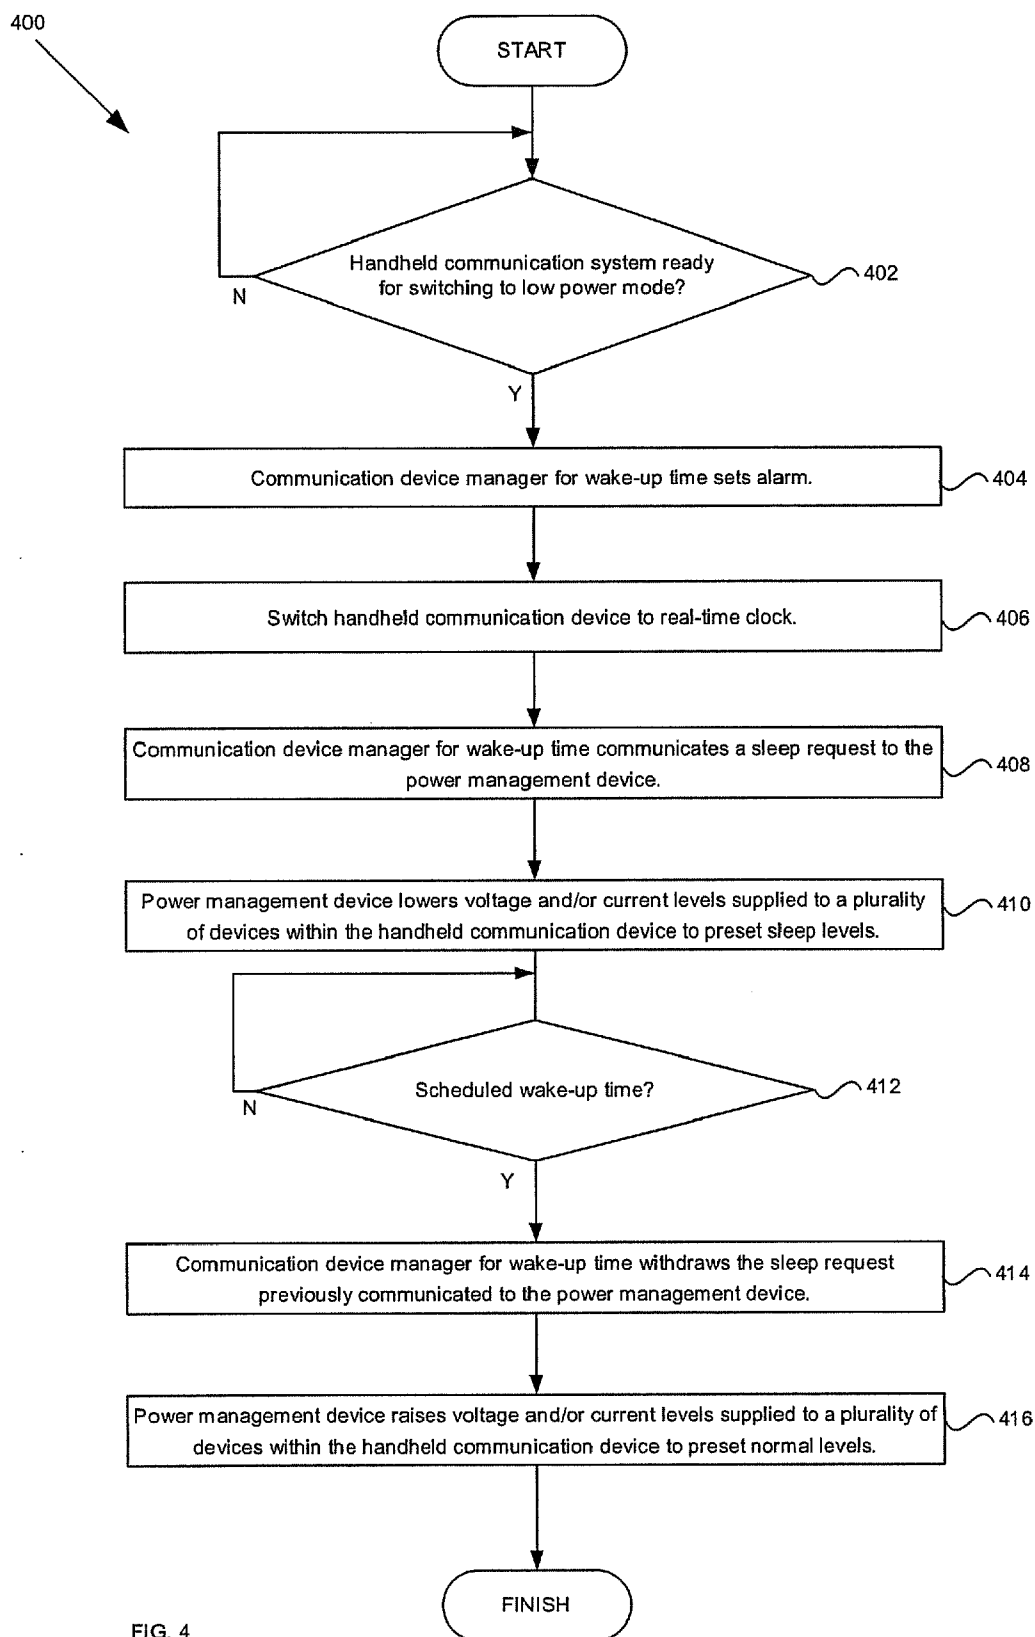 400
START
Handheld communication system ready
for switching to low power mode?
402
N
Y
Communication device manager for wake-up time sets alarm.
404
Switch handheld communication device to real-time clock.
406
Communication device manager for wake-up time communicates a sleep request to the
power management device.
408
Power management device lowers voltage and/or current levels supplied to a plurality
of devices within the handheld communication device to preset sleep levels.
410
Scheduled wake-up time?
412
N
Y
Communication device manager for wake-up time withdraws the sleep request
previously communicated to the power management device.
414
Power management device raises voltage and/or current levels supplied to a plurality of
devices within the handheld communication device to preset normal levels.
416
FINISH
FIG. 4